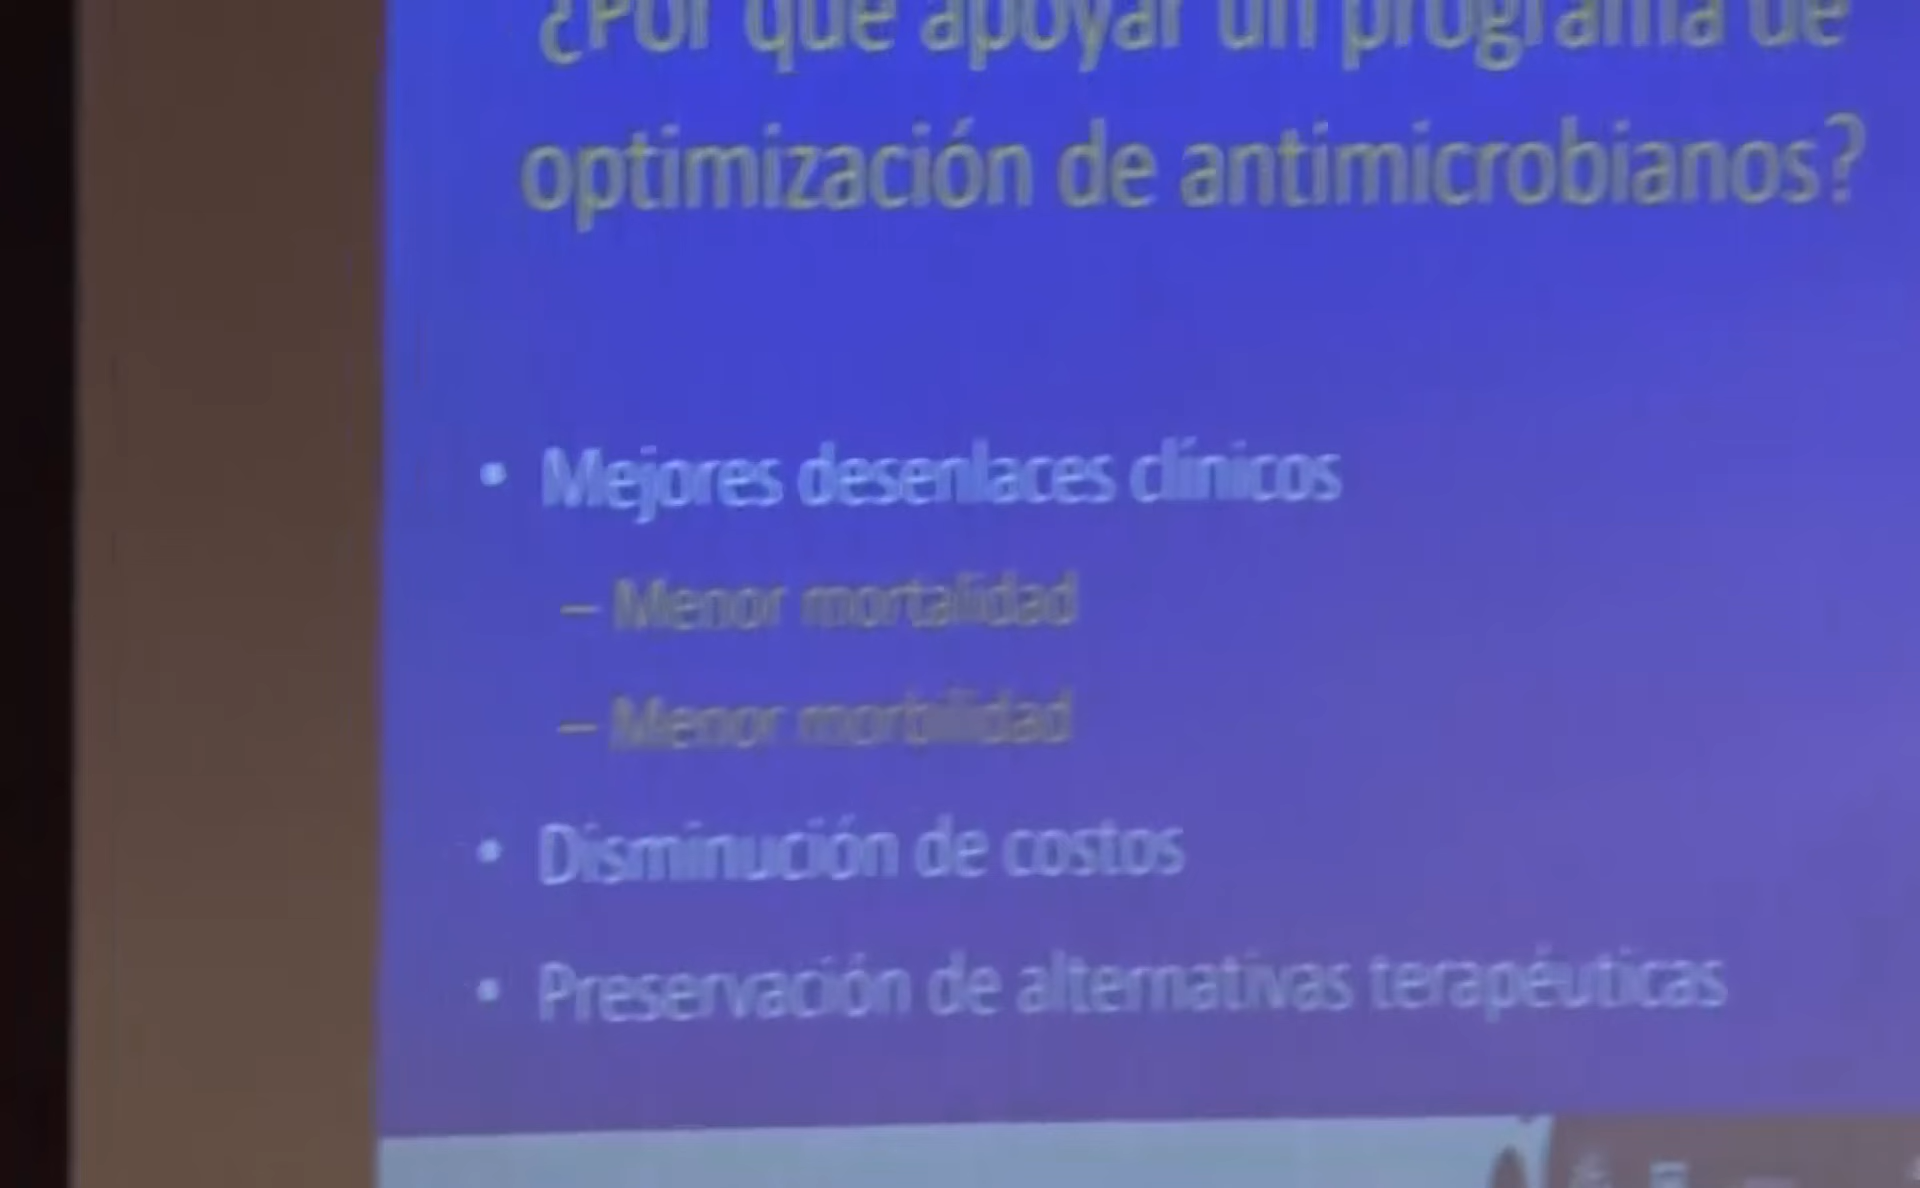 ¿Por qué apoyar un programa de
optimización de antimicrobianos?
• Mejores desenlaces clínicos
– Menor mortalidad
– Menor morbilidad
• Disminución de costos
• Preservación de alternativas terapéuticas